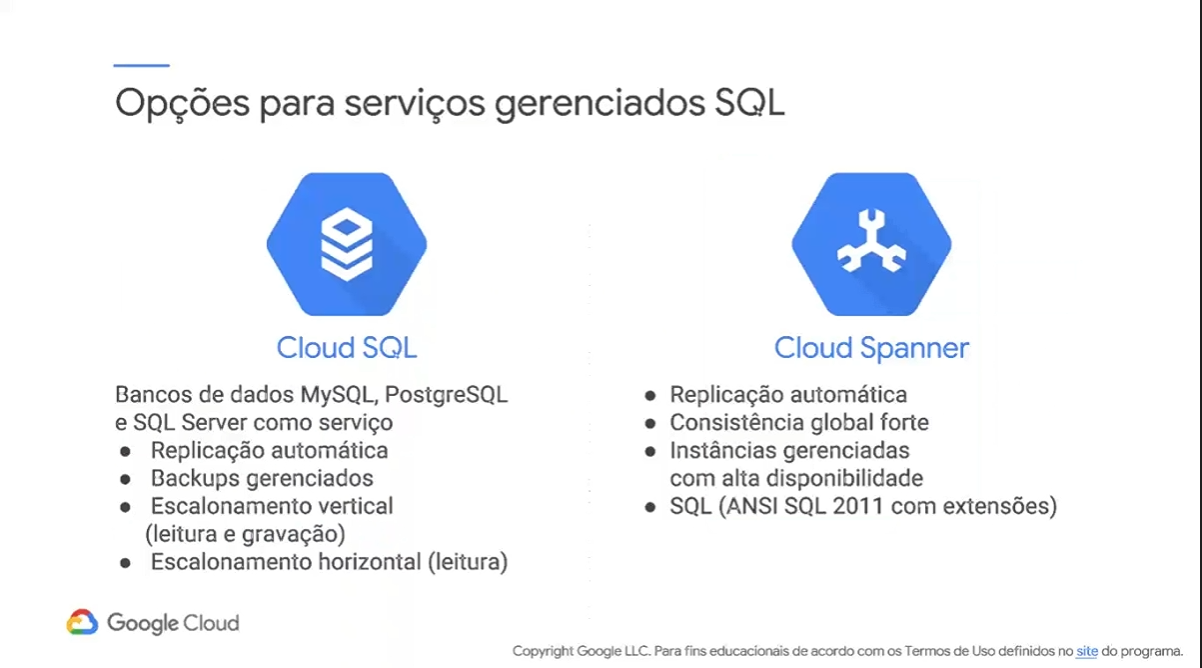 Opções para serviços gerenciados SQL
Cloud SQL
Bancos de dados MySQL, PostgreSQL
e SQL Server como serviço
● Replicação automática
● Backups gerenciados
● Escalonamento vertical
(leitura e gravação)
● Escalonamento horizontal (leitura)
Cloud Spanner
● Replicação automática
● Consistência global forte
● Instâncias gerenciadas
com alta disponibilidade
● SQL (ANSI SQL 2011 com extensões)
Google Cloud
Copyright Google LLC. Para fins educacionais de acordo com os Termos de Uso definidos no site do programa.